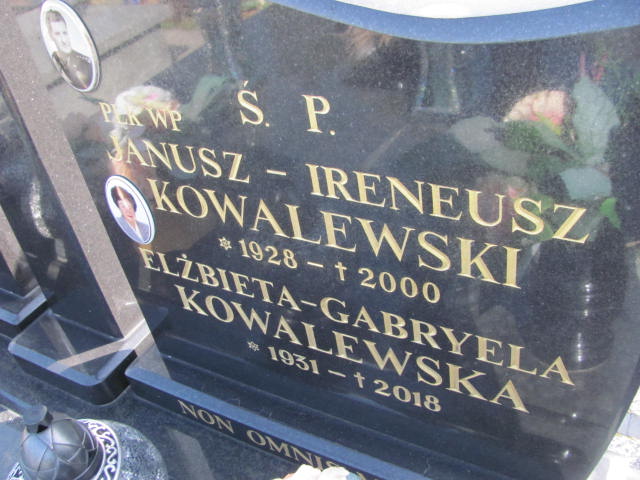 Ś. P.
PŁK WP
JANUSZ – IRENEUSZ
KOWALEWSKI
✡ 1928 – † 2000
ELŻBIETA–GABRYELA
KOWALEWSKA
✡ 1931 – † 2018
NON OMNIS